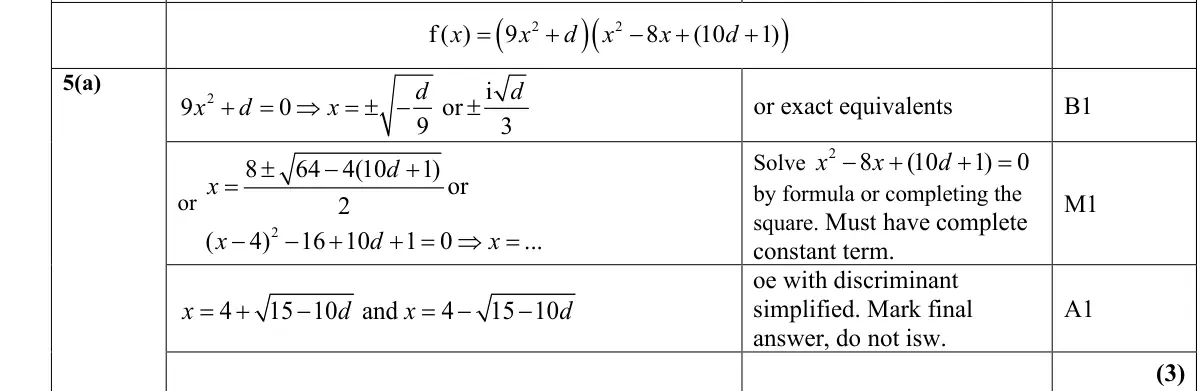 f(x) = (9x² + d)(x² − 8x + (10d + 1))
5(a)
9x² + d = 0 ⇒ x = ±√(−d/9) or ± i√d/3
or exact equivalents
B1
or x = (8 ± √(64 − 4(10d + 1)))/2 or
(x − 4)² − 16 + 10d + 1 = 0 ⇒ x = ...
Solve x² − 8x + (10d + 1) = 0
by formula or completing the
square. Must have complete
constant term.
M1
x = 4 + √(15 − 10d) and x = 4 − √(15 − 10d)
oe with discriminant
simplified. Mark final
answer, do not isw.
A1
(3)